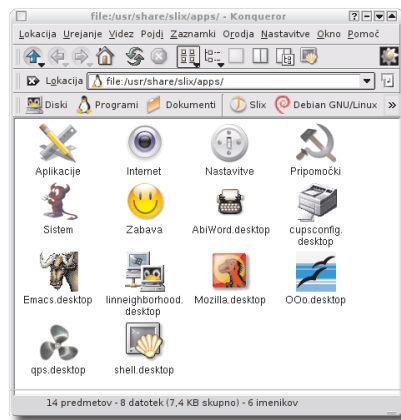 file:/usr/share/slix/apps/ - Konqueror
Lokacija Urejanje Videz Pojdi Zaznamki Orodja Nastavitve Okno Pomoč
Lokacija file:/usr/share/slix/apps/
Diski Programi Dokumenti Slix Debian GNU/Linux »
Aplikacije Internet Nastavitve Pripomočki
Sistem Zabava AbiWord.desktop cupsconfig.
desktop
Emacs.desktop linneighborhood. Mozilla.desktop OOo.desktop
desktop
qps.desktop shell.desktop
14 predmetov - 8 datotek (7,4 KB skupno) - 6 imenikov